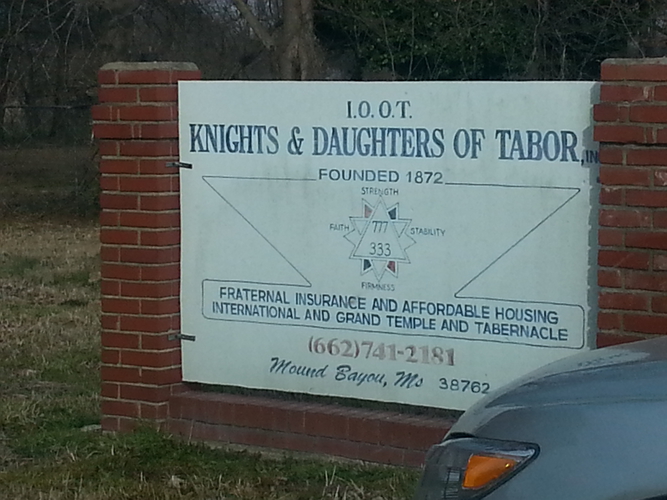 I.O.O.T.
KNIGHTS & DAUGHTERS OF TABOR, IN
FOUNDED 1872
STRENGTH
FAITH 777 STABILITY
333
FIRMNESS
FRATERNAL INSURANCE AND AFFORDABLE HOUSING
INTERNATIONAL AND GRAND TEMPLE AND TABERNACLE
(662)741-2181
Mound Bayou, Ms 38762